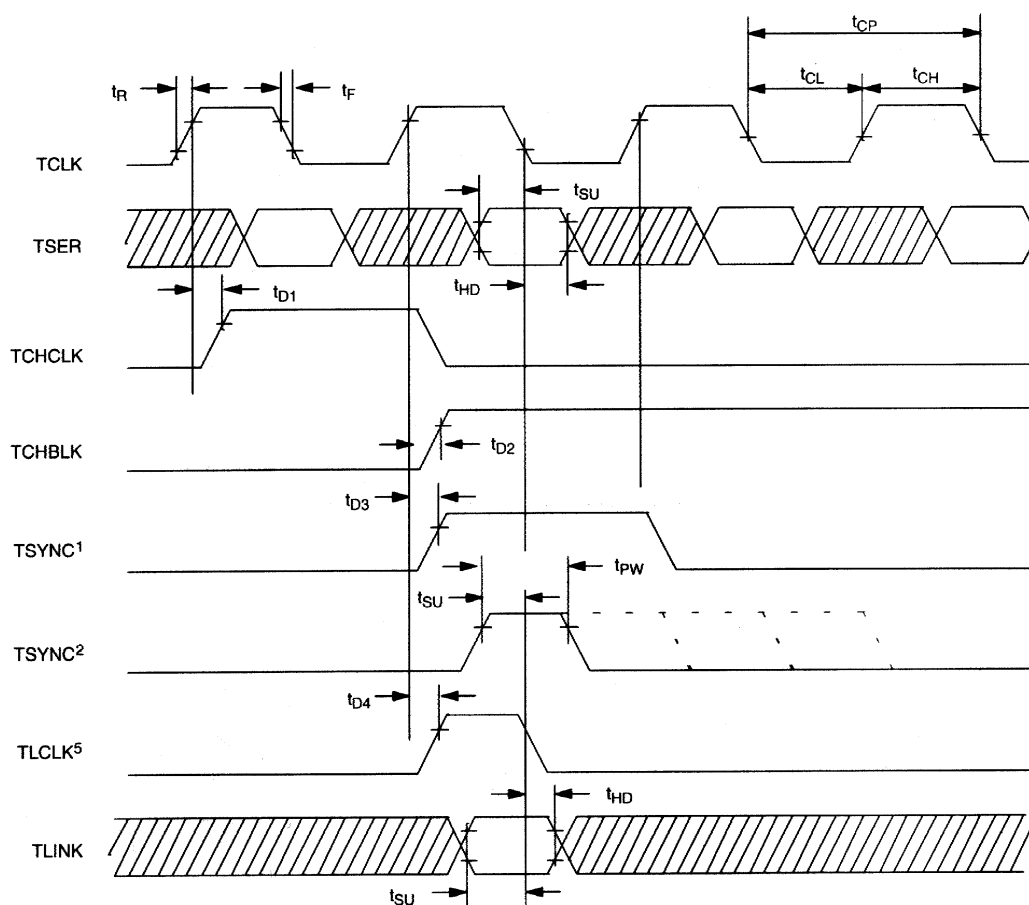 tCP
tR
tF
tCL
tCH
TCLK
tSU
TSER
tHD
tD1
TCHCLK
TCHBLK
tD2
tD3
TSYNC1
tPW
tSU
TSYNC2
tD4
TLCLK5
tHD
TLINK
tSU